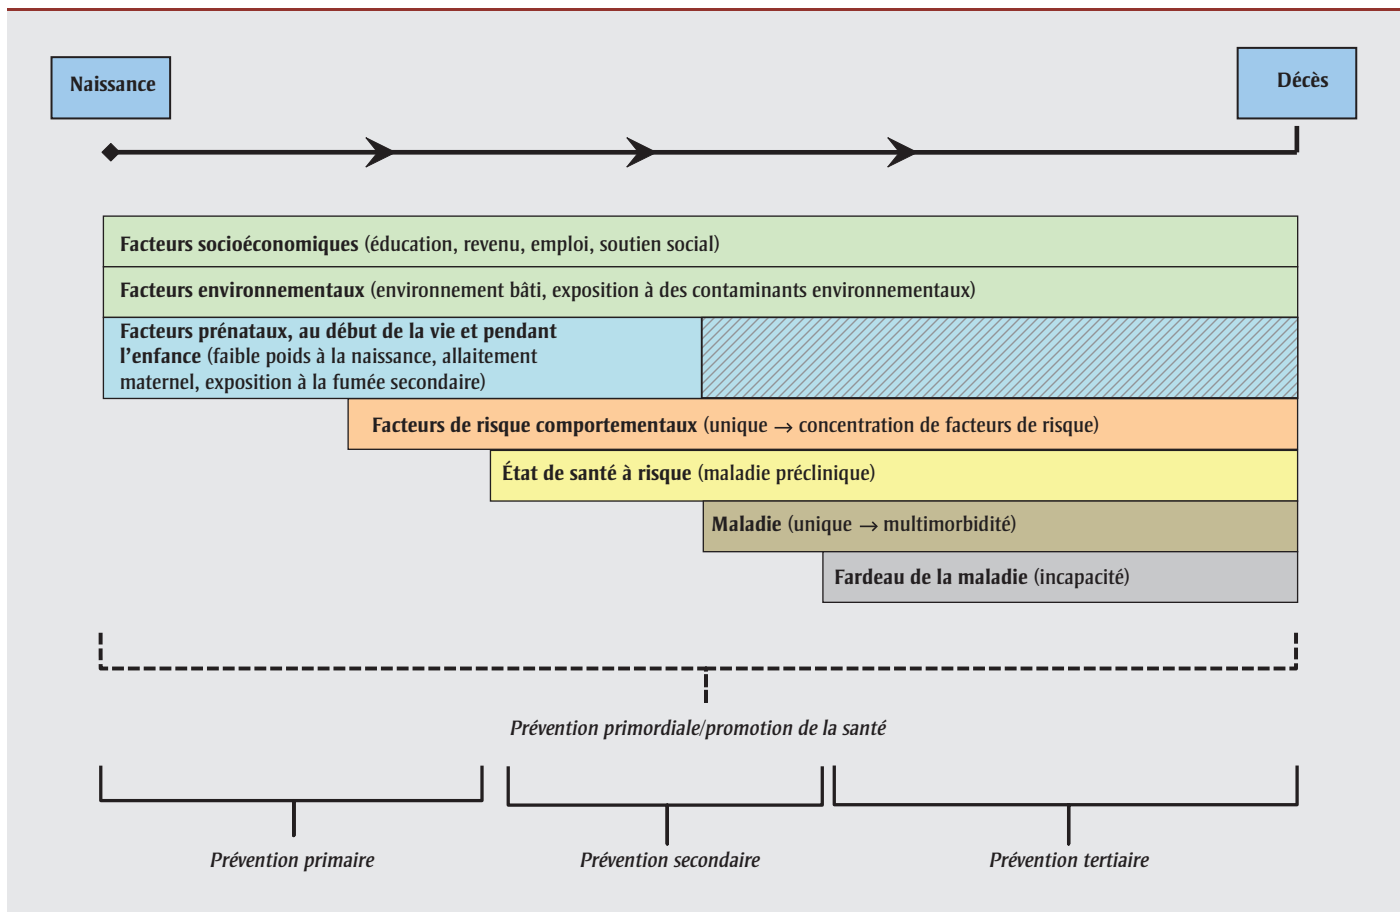 Naissance
Décès
Facteurs socioéconomiques (éducation, revenu, emploi, soutien social)
Facteurs environnementaux (environnement bâti, exposition à des contaminants environnementaux)
Facteurs prénataux, au début de la vie et pendant
l'enfance (faible poids à la naissance, allaitement
maternel, exposition à la fumée secondaire)
Facteurs de risque comportementaux (unique → concentration de facteurs de risque)
État de santé à risque (maladie préclinique)
Maladie (unique → multimorbidité)
Fardeau de la maladie (incapacité)
Prévention primordiale/promotion de la santé
Prévention primaire
Prévention secondaire
Prévention tertiaire